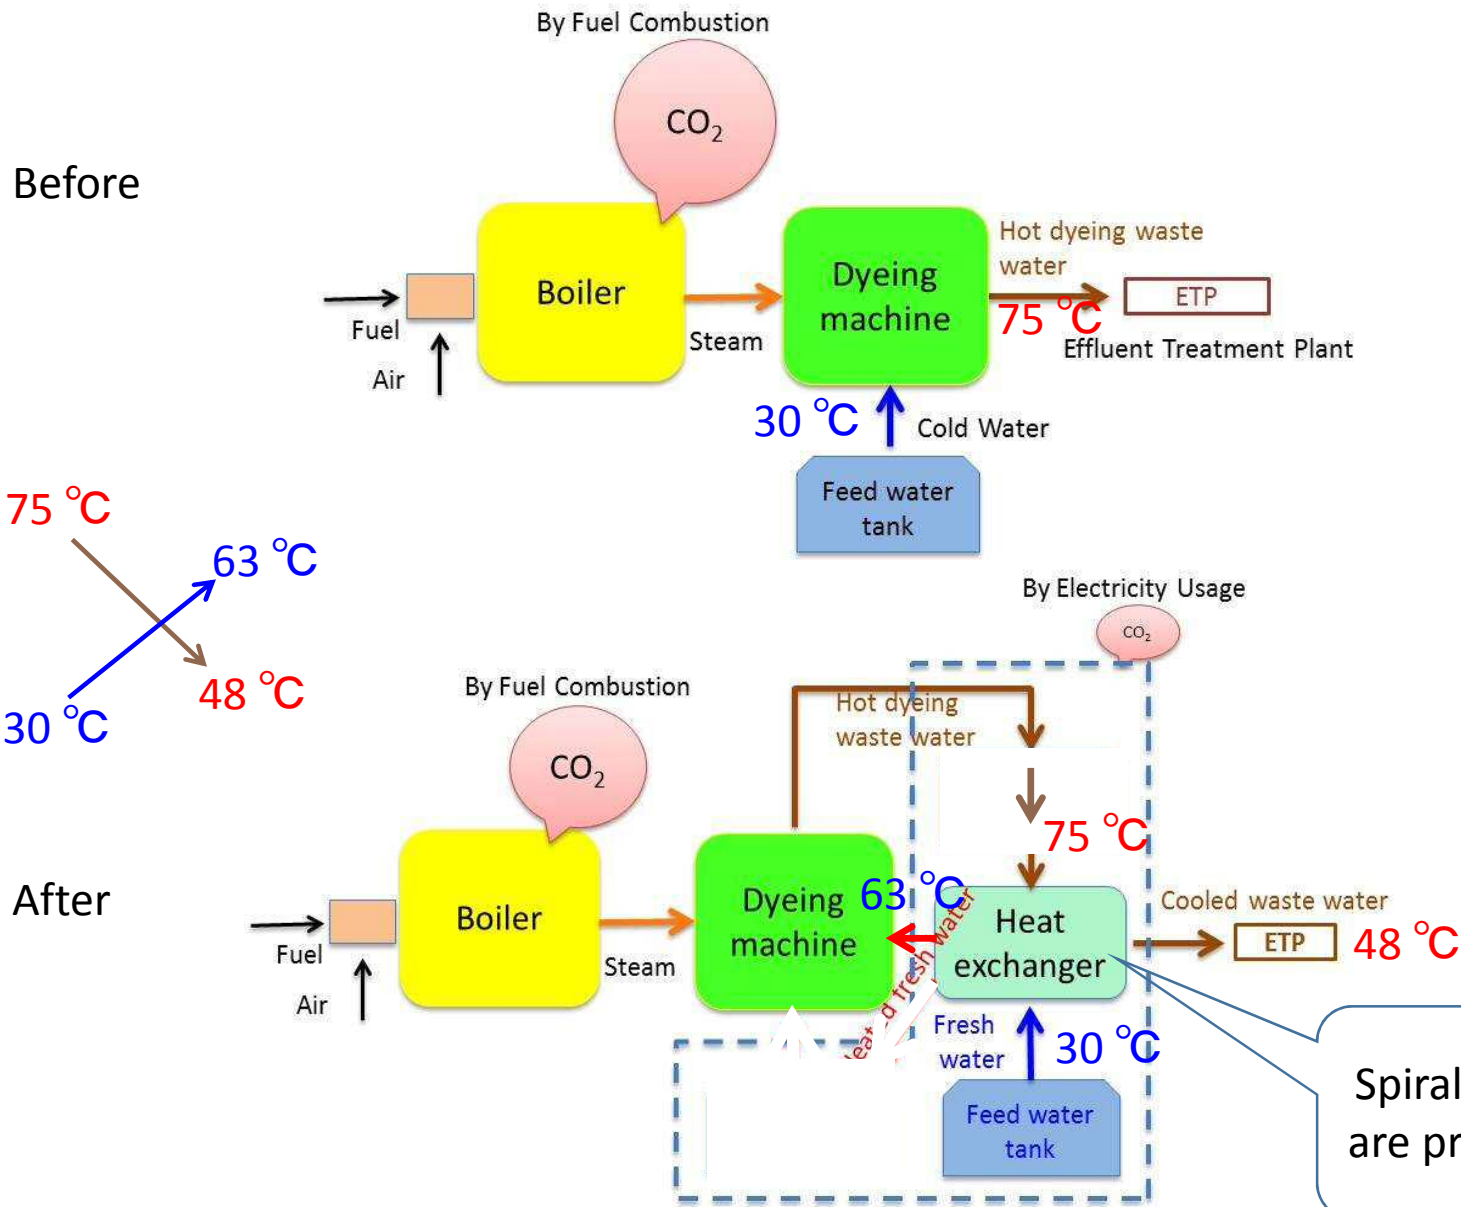 By Fuel Combustion
CO2
Before
Boiler
Dyeing
machine
Hot dyeing waste
water
75 ℃
ETP
Effluent Treatment Plant
Fuel
Air
Steam
30 ℃
Cold Water
Feed water
tank
75 ℃
63 ℃
48 ℃
30 ℃
By Electricity Usage
CO2
By Fuel Combustion
CO2
Hot dyeing
waste water
75 ℃
After
Boiler
Dyeing
machine
63 ℃
Heat
exchanger
Cooled waste water
ETP
48 ℃
Fuel
Air
Steam
fresh water
Fresh
water
30 ℃
Feed water
tank
Spiral
are